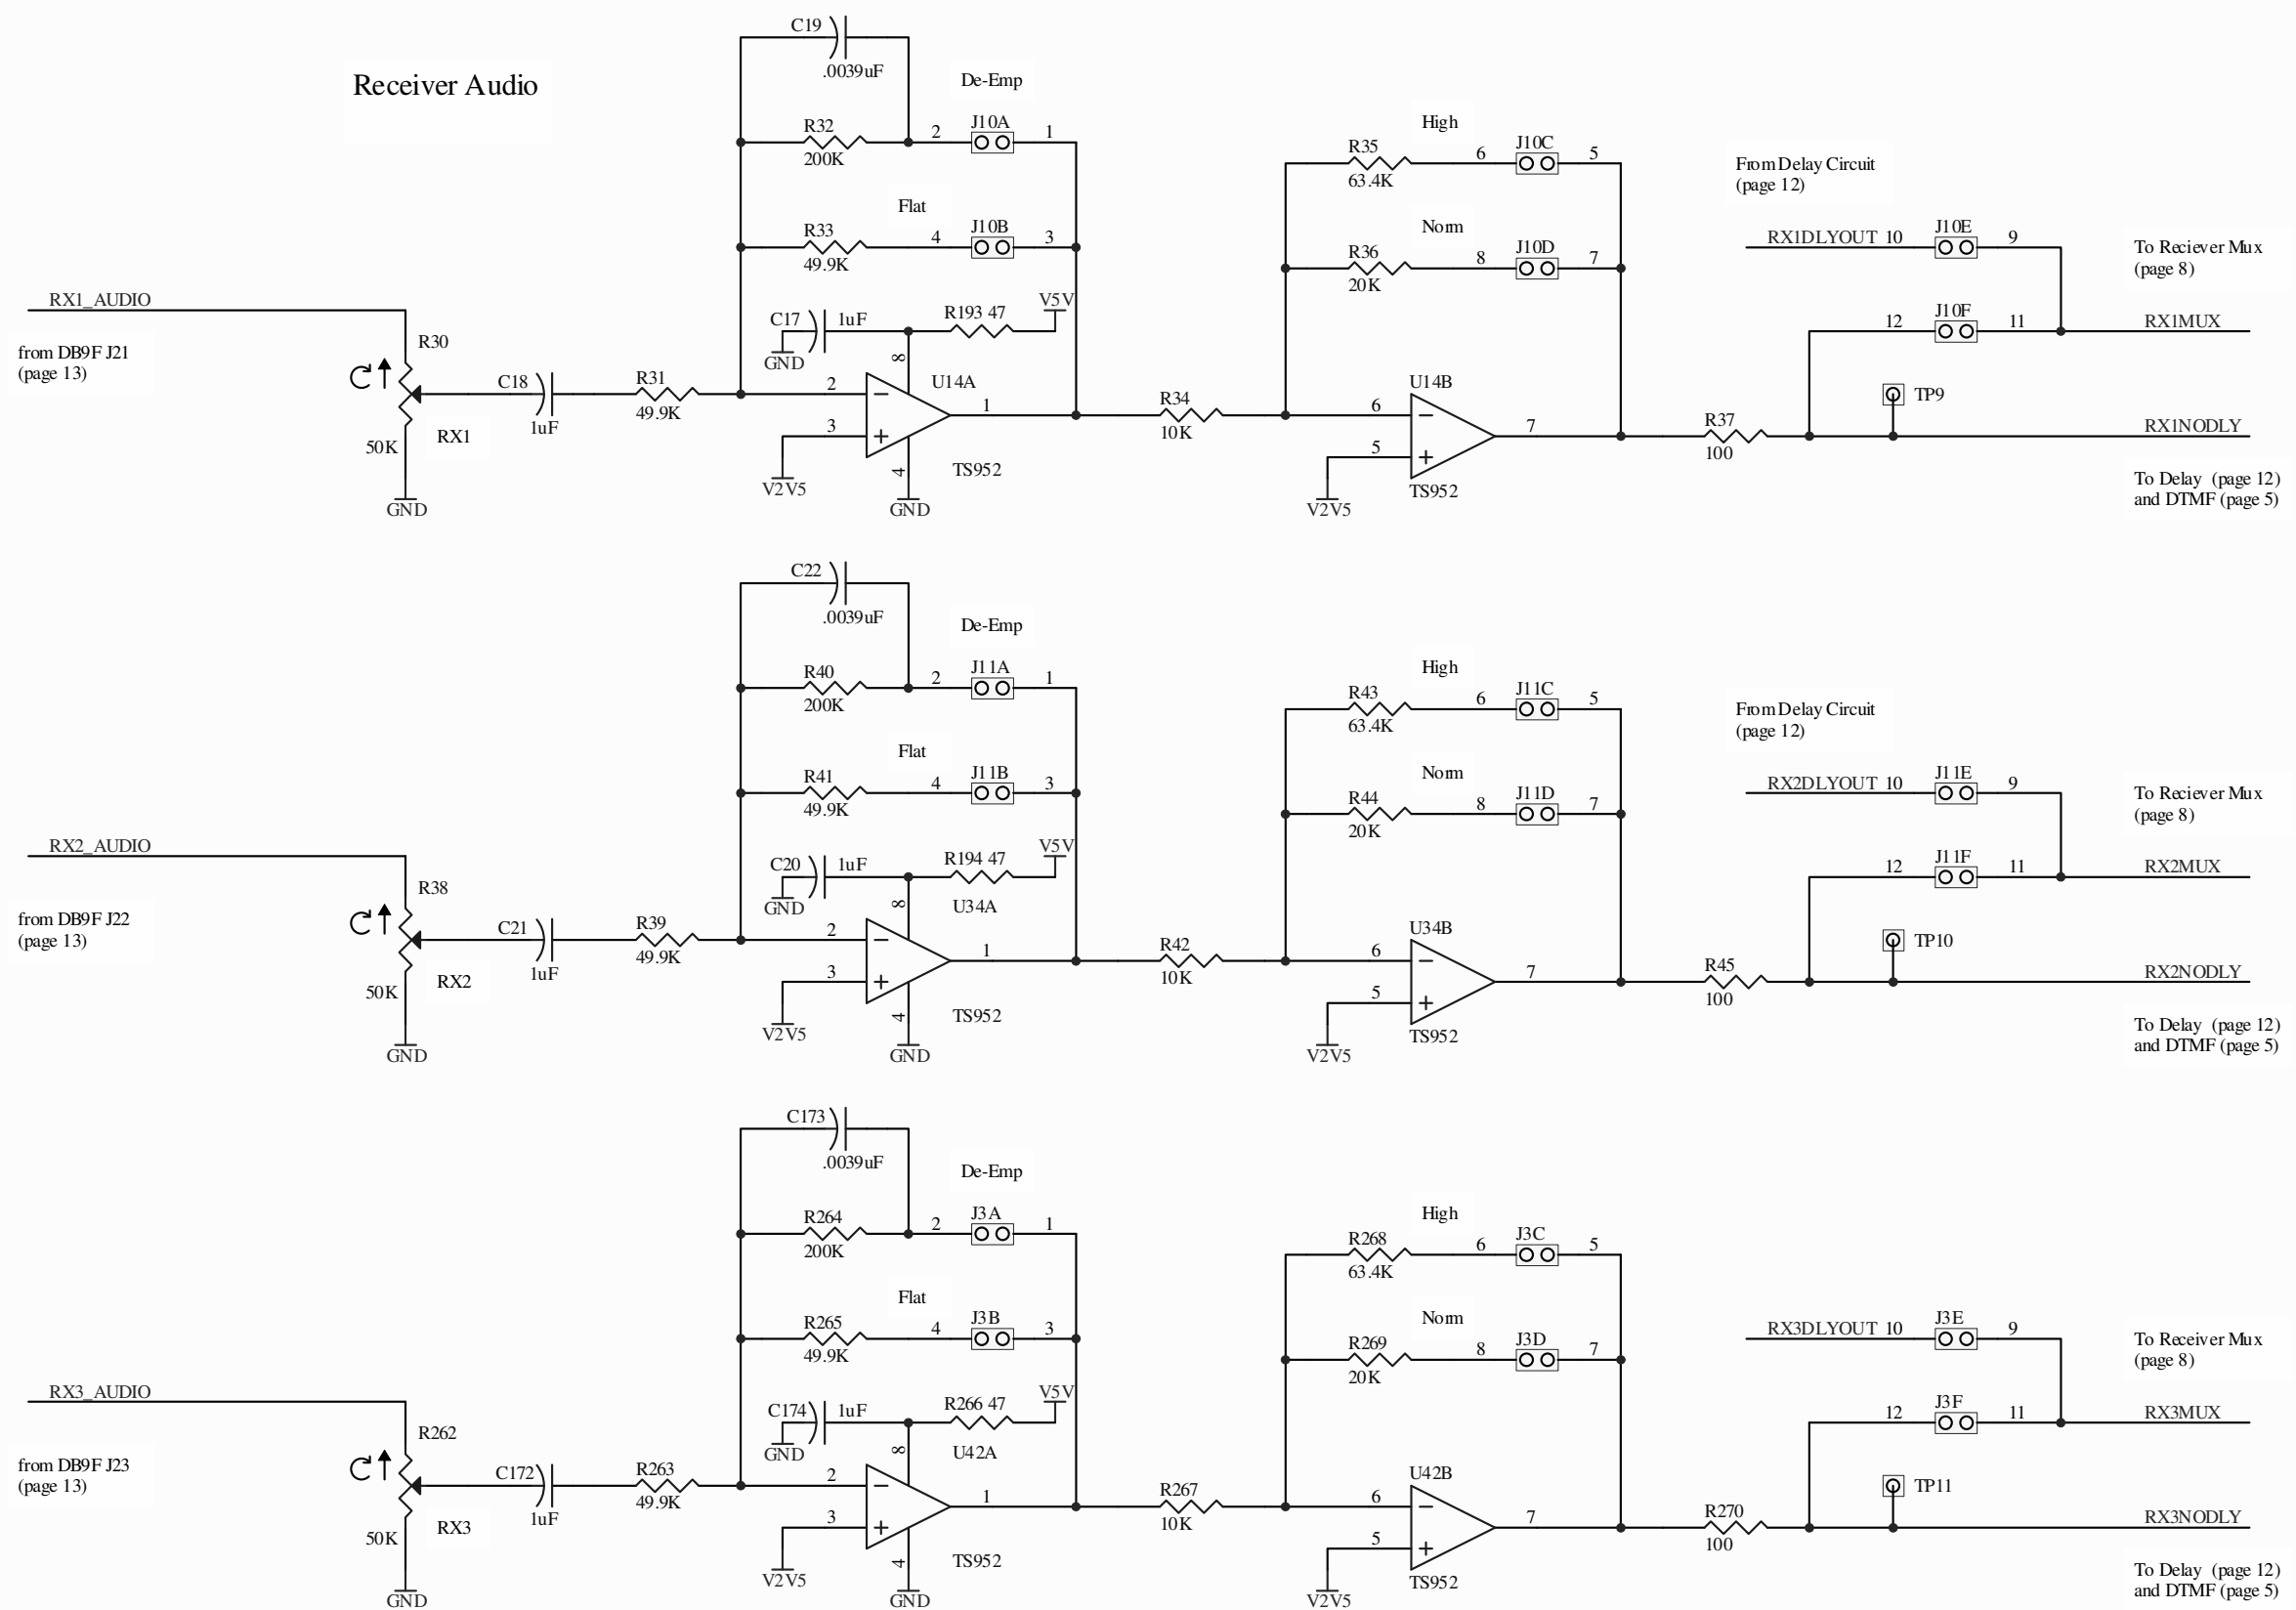 Receiver Audio
C19
.0039uF
De-Emp
R32
200K
2
J10A
1
Flat
R33
49.9K
4
J10B
3
High
R35
63.4K
6
J10C
5
Norm
R36
20K
8
J10D
7
From Delay Circuit
(page 12)
RX1DLYOUT
10
J10E
9
To Reciever Mux
(page 8)
12
J10F
11
RX1MUX
RX1_AUDIO
from DB9F J21
(page 13)
R30
50K
RX1
GND
C18
1uF
R31
49.9K
C17
1uF
GND
R193 47
V5V
8
U14A
2
3
1
4
V2V5
TS952
GND
R34
10K
U14B
6
5
7
V2V5
TS952
R37
100
TP9
RX1NODLY
To Delay (page 12)
and DTMF (page 5)
C22
.0039uF
De-Emp
R40
200K
2
J11A
1
Flat
R41
49.9K
4
J11B
3
High
R43
63.4K
6
J11C
5
Norm
R44
20K
8
J11D
7
From Delay Circuit
(page 12)
RX2DLYOUT
10
J11E
9
To Reciever Mux
(page 8)
12
J11F
11
RX2MUX
RX2_AUDIO
from DB9F J22
(page 13)
R38
50K
RX2
GND
C21
1uF
R39
49.9K
C20
1uF
GND
R194 47
V5V
8
U34A
2
3
1
4
V2V5
TS952
GND
R42
10K
U34B
6
5
7
V2V5
TS952
R45
100
TP10
RX2NODLY
To Delay (page 12)
and DTMF (page 5)
C173
.0039uF
De-Emp
R264
200K
2
J3A
1
Flat
R265
49.9K
4
J3B
3
High
R268
63.4K
6
J3C
5
Norm
R269
20K
8
J3D
7
RX3DLYOUT
10
J3E
9
To Receiver Mux
(page 8)
12
J3F
11
RX3MUX
RX3_AUDIO
from DB9F J23
(page 13)
R262
50K
RX3
GND
C172
1uF
R263
49.9K
C174
1uF
GND
R266 47
V5V
8
U42A
2
3
1
4
V2V5
TS952
GND
R267
10K
U42B
6
5
7
V2V5
TS952
R270
100
TP11
RX3NODLY
To Delay (page 12)
and DTMF (page 5)